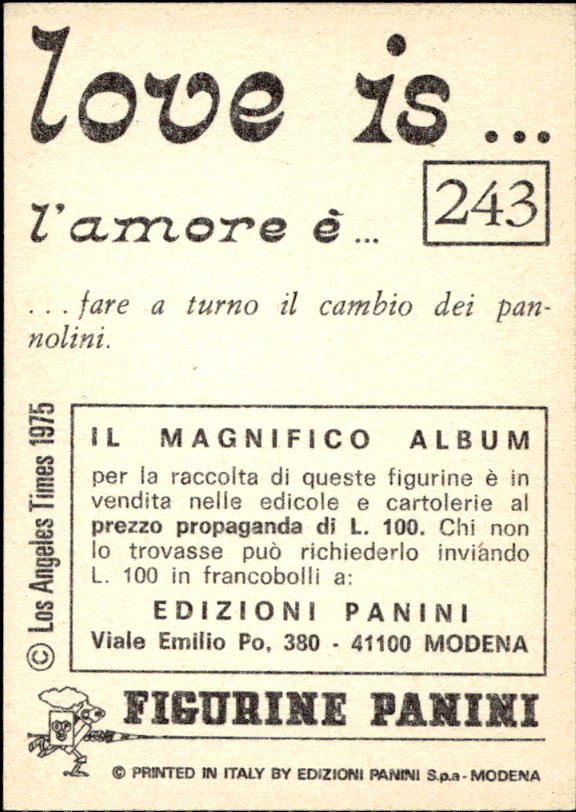 love is...
l'amore è...
243
...fare a turno il cambio dei pan-
nolini.
© Los Angeles Times 1975
IL MAGNIFICO ALBUM
per la raccolta di queste figurine è in
vendita nelle edicole e cartolerie al
prezzo propaganda di L. 100. Chi non
lo trovasse può richiederlo inviando
L. 100 in francobolli a:
EDIZIONI PANINI
Viale Emilio Po, 380 - 41100 MODENA
FIGURINE PANINI
© PRINTED IN ITALY BY EDIZIONI PANINI S.p.a - MODENA